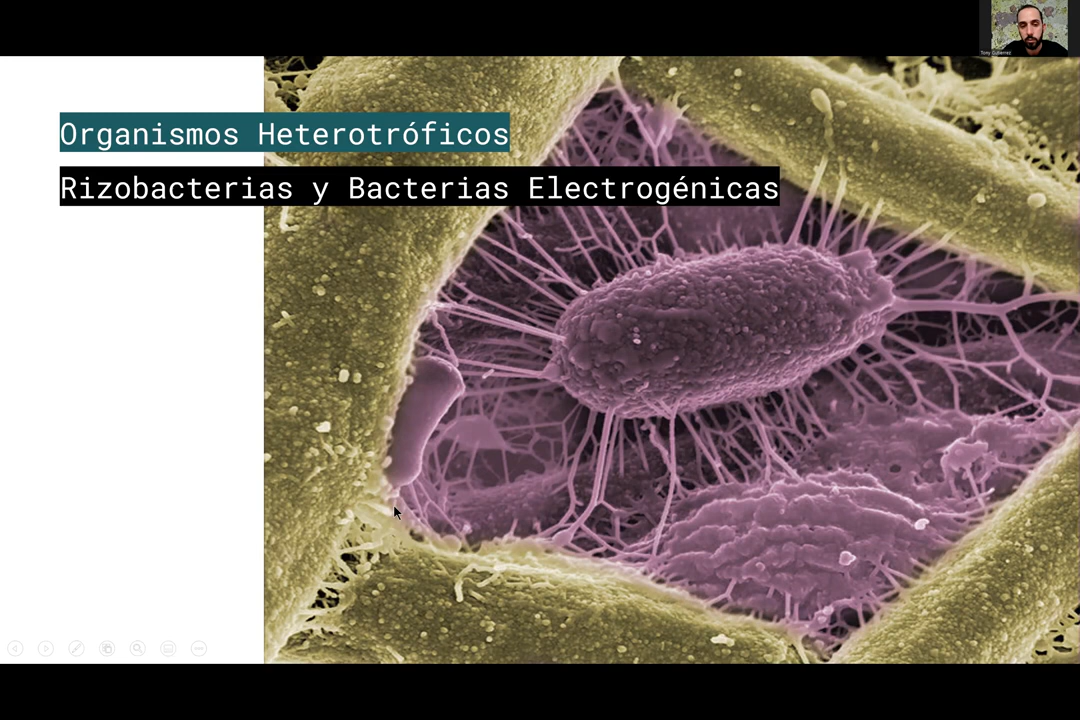 Organismos Heterotróficos
Rizobacterias y Bacterias Electrogénicas